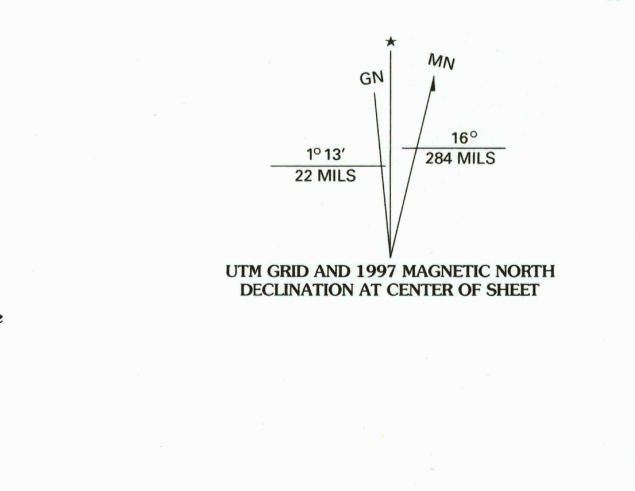 GN
MN
1° 13'
22 MILS
16°
284 MILS
UTM GRID AND 1997 MAGNETIC NORTH
DECLINATION AT CENTER OF SHEET